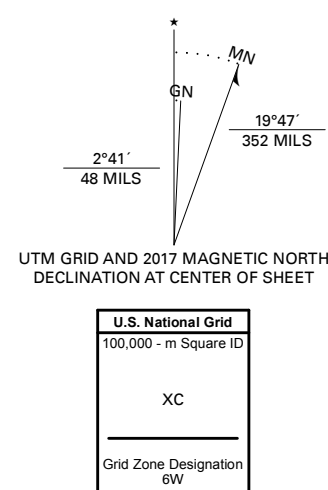 ★
MN
GN
19°47´
352 MILS
2°41´
48 MILS
UTM GRID AND 2017 MAGNETIC NORTH
DECLINATION AT CENTER OF SHEET
U.S. National Grid
100,000 - m Square ID
XC
Grid Zone Designation
6W